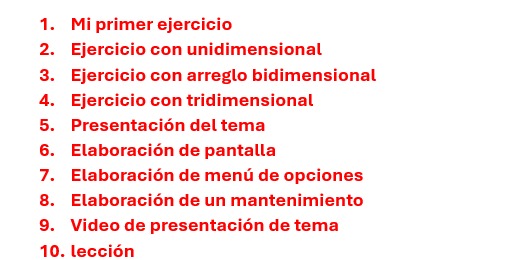 1. Mi primer ejercicio
2. Ejercicio con unidimensional
3. Ejercicio con arreglo bidimensional
4. Ejercicio con tridimensional
5. Presentación del tema
6. Elaboración de pantalla
7. Elaboración de menú de opciones
8. Elaboración de un mantenimiento
9. Video de presentación de tema
10. lección